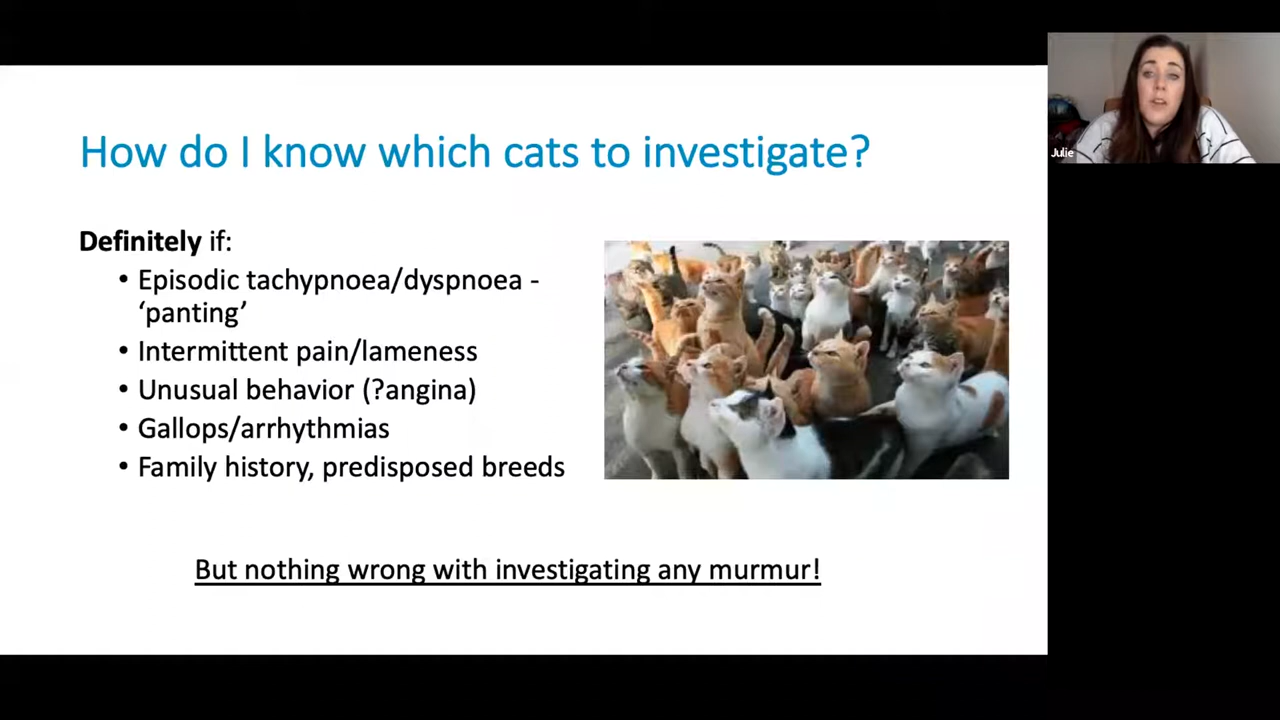 How do I know which cats to investigate?
Julie
Definitely if:
• Episodic tachypnoea/dyspnoea -
‘panting’
• Intermittent pain/lameness
• Unusual behavior (?angina)
• Gallops/arrhythmias
• Family history, predisposed breeds
But nothing wrong with investigating any murmur!